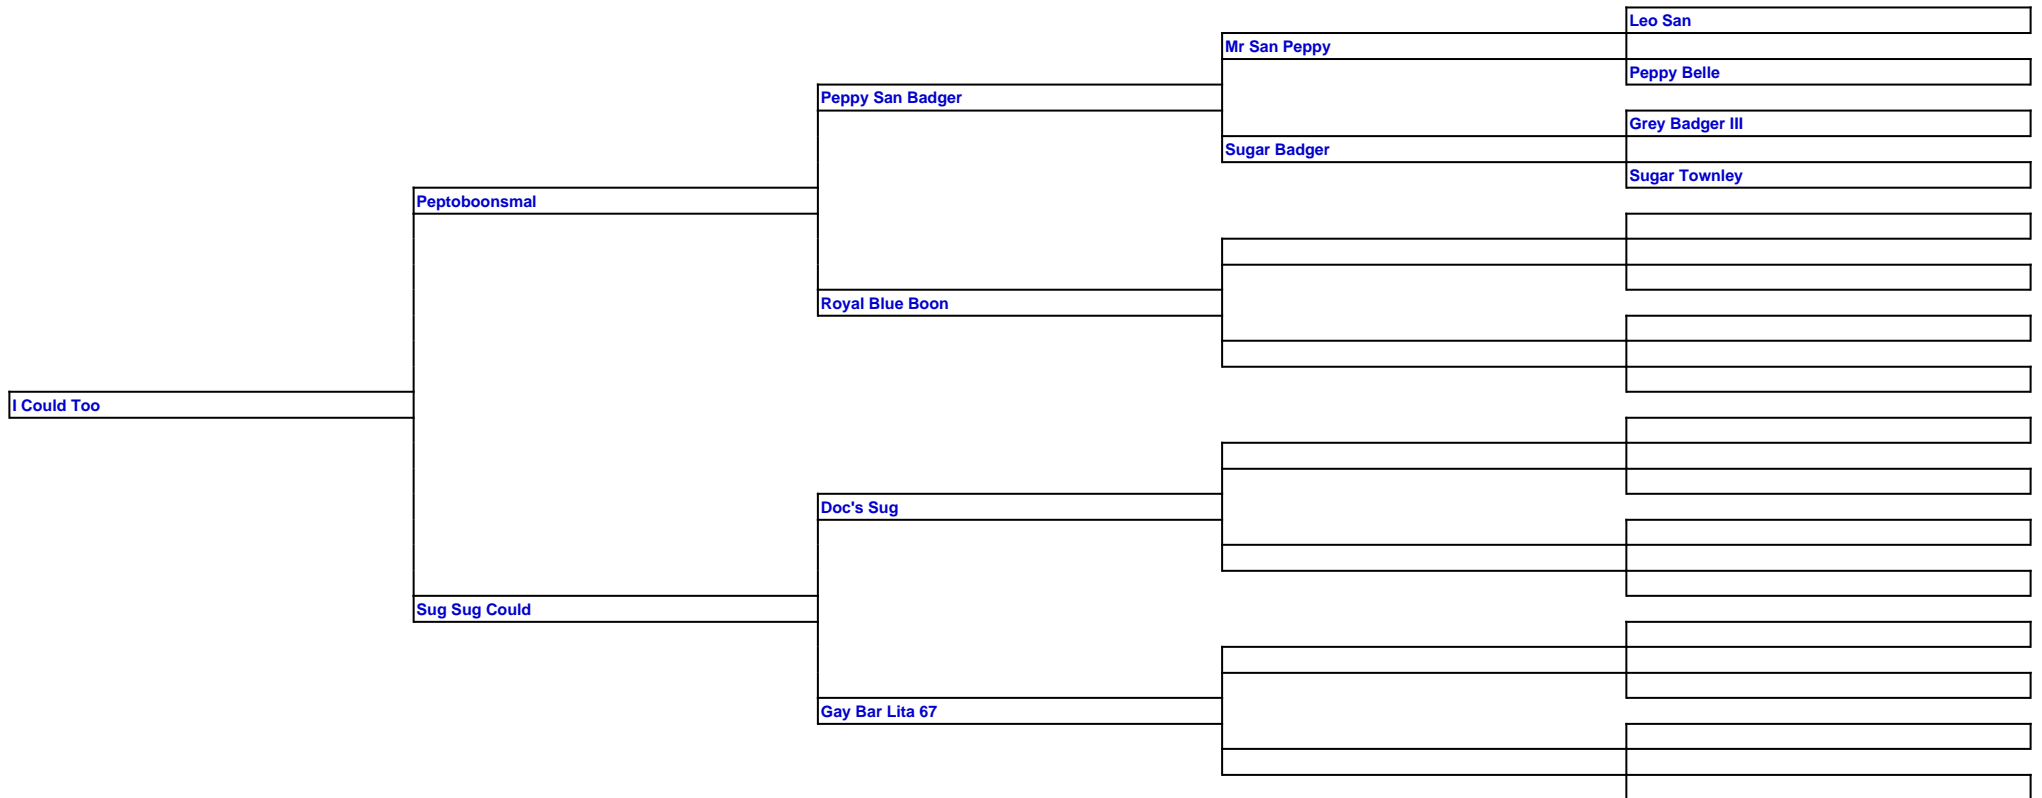 Leo San
Mr San Peppy
Peppy Belle
Peppy San Badger
Grey Badger III
Sugar Badger
Sugar Townley
Peptoboonsmal
Royal Blue Boon
I Could Too
Doc's Sug
Sug Sug Could
Gay Bar Lita 67